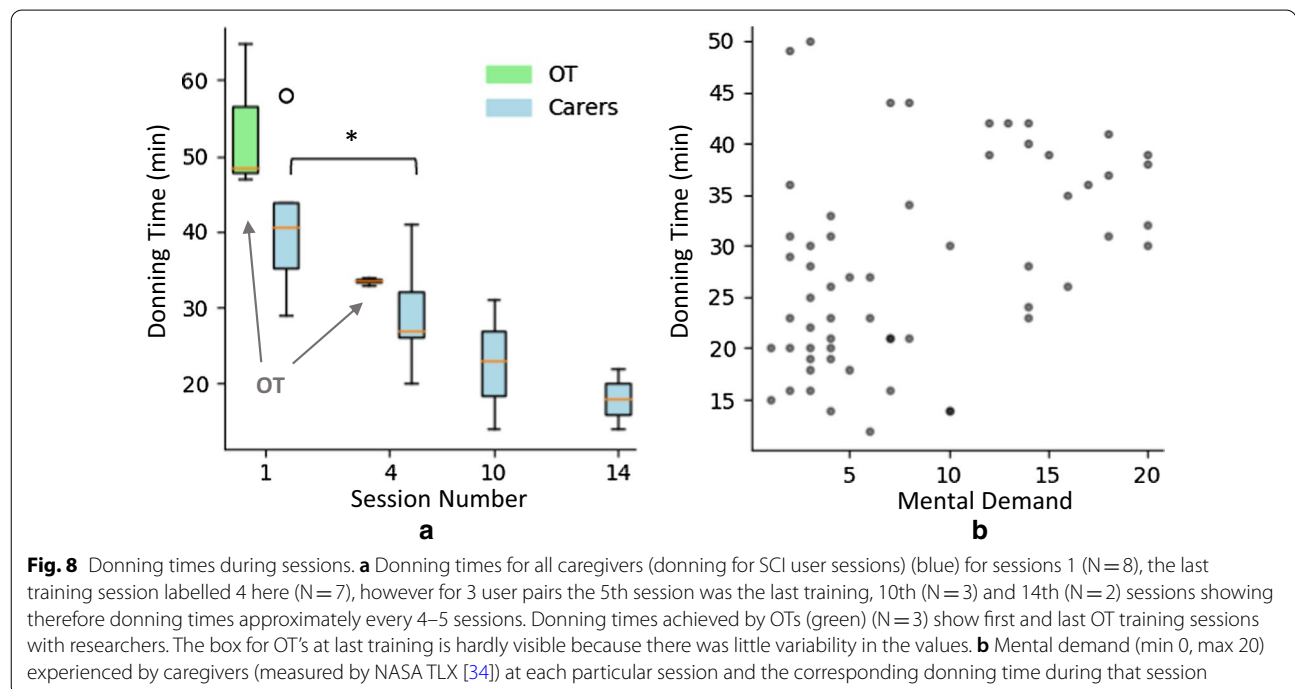 60
50
40
30
20
Donning Time (min)
OT
Carers
*
OT
1
4
10
14
Session Number
a
50
45
40
35
30
25
20
15
Donning Time (min)
5
10
15
20
Mental Demand
b
Fig. 8 Donning times during sessions. a Donning times for all caregivers (donning for SCI user sessions) (blue) for sessions 1 (N = 8), the last
training session labelled 4 here (N = 7), however for 3 user pairs the 5th session was the last training, 10th (N = 3) and 14th (N = 2) sessions showing
therefore donning times approximately every 4–5 sessions. Donning times achieved by OTs (green) (N = 3) show first and last OT training sessions
with researchers. The box for OT's at last training is hardly visible because there was little variability in the values. b Mental demand (min 0, max 20)
experienced by caregivers (measured by NASA TLX [34]) at each particular session and the corresponding donning time during that session